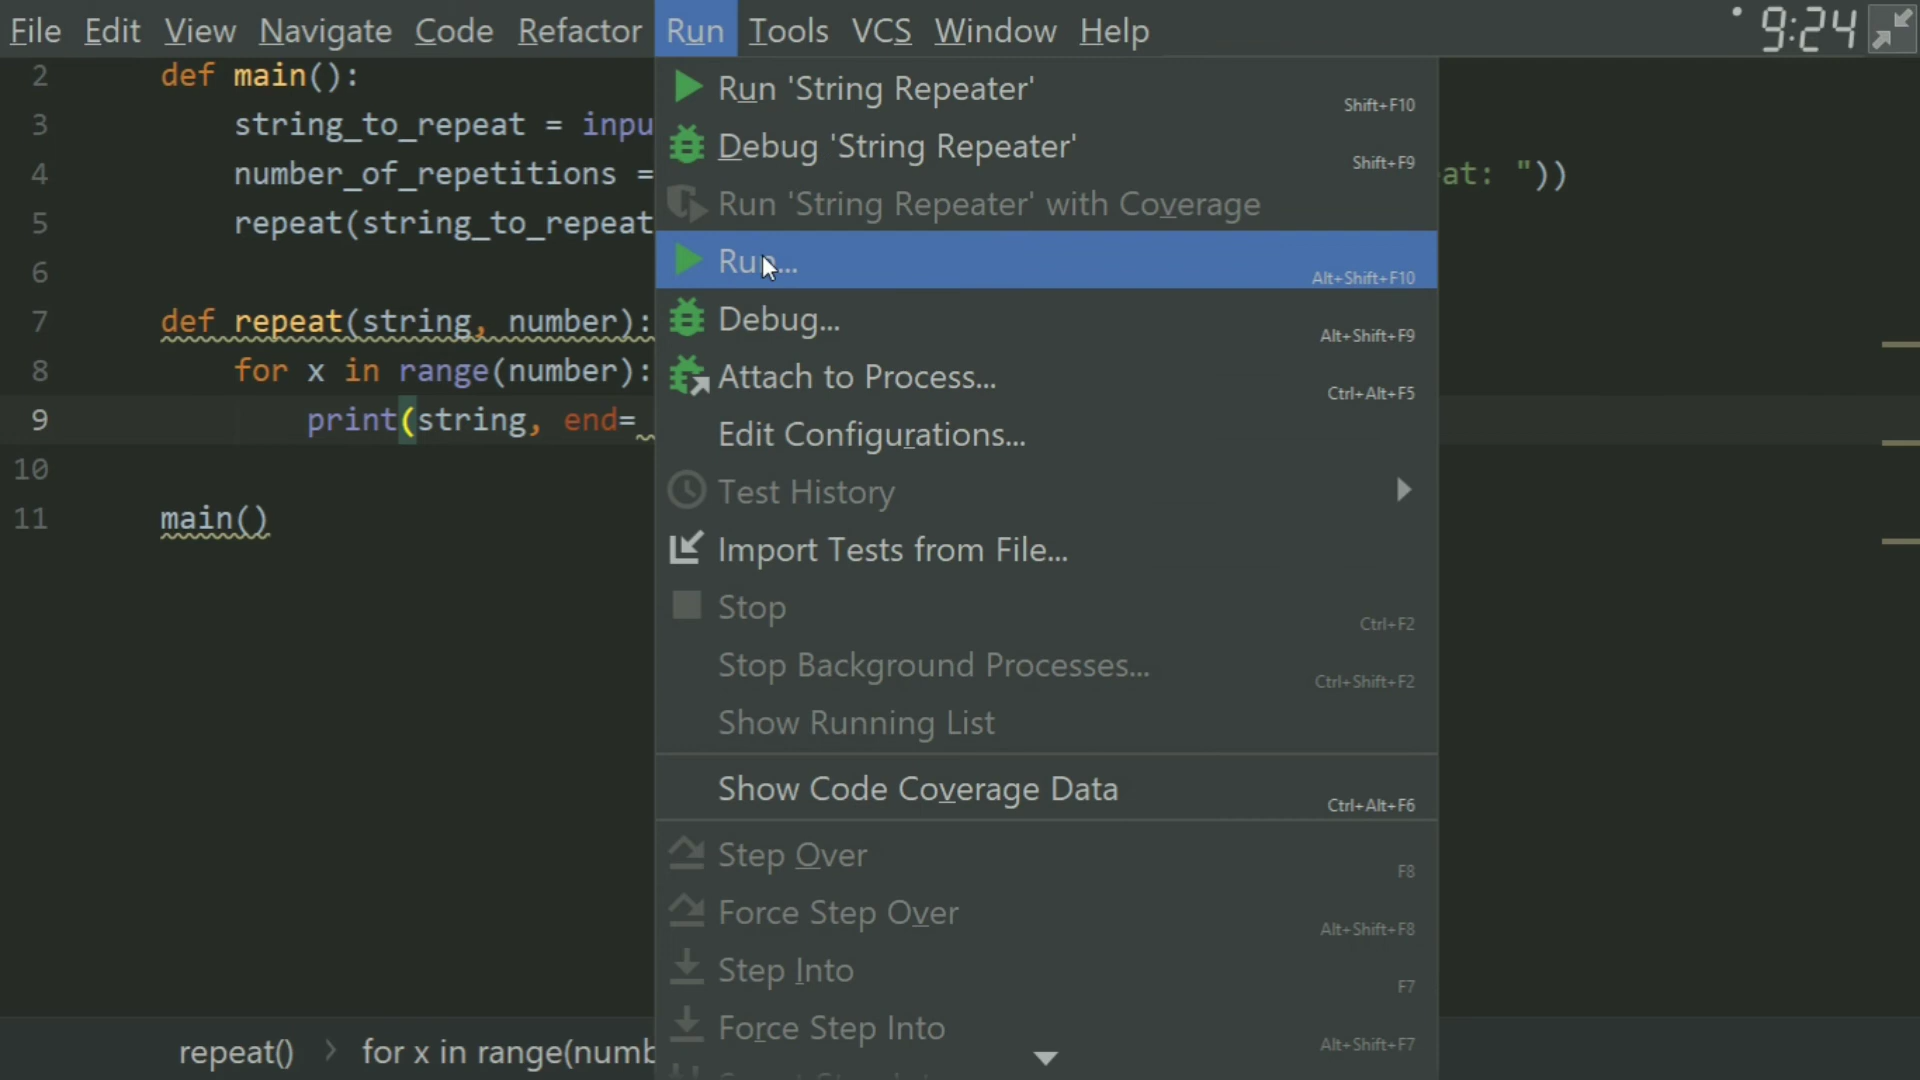 File Edit View Navigate Code Refactor Run Tools VCS Window Help 9:24
2 def main():
3 string_to_repeat = inpu
4 number_of_repetitions = at: "))
5 repeat(string_to_repeat
6
7 def repeat(string, number):
8 for x in range(number):
9 print(string, end=
10
11 main()
Run 'String Repeater' Shift+F10
Debug 'String Repeater' Shift+F9
Run 'String Repeater' with Coverage
Run... Alt+Shift+F10
Debug... Alt+Shift+F9
Attach to Process... Ctrl+Alt+F5
Edit Configurations...
Test History
Import Tests from File...
Stop Ctrl+F2
Stop Background Processes... Ctrl+Shift+F2
Show Running List
Show Code Coverage Data Ctrl+Alt+F6
Step Over F8
Force Step Over Alt+Shift+F8
Step Into F7
Force Step Into Alt+Shift+F7
repeat() > for x in range(numb